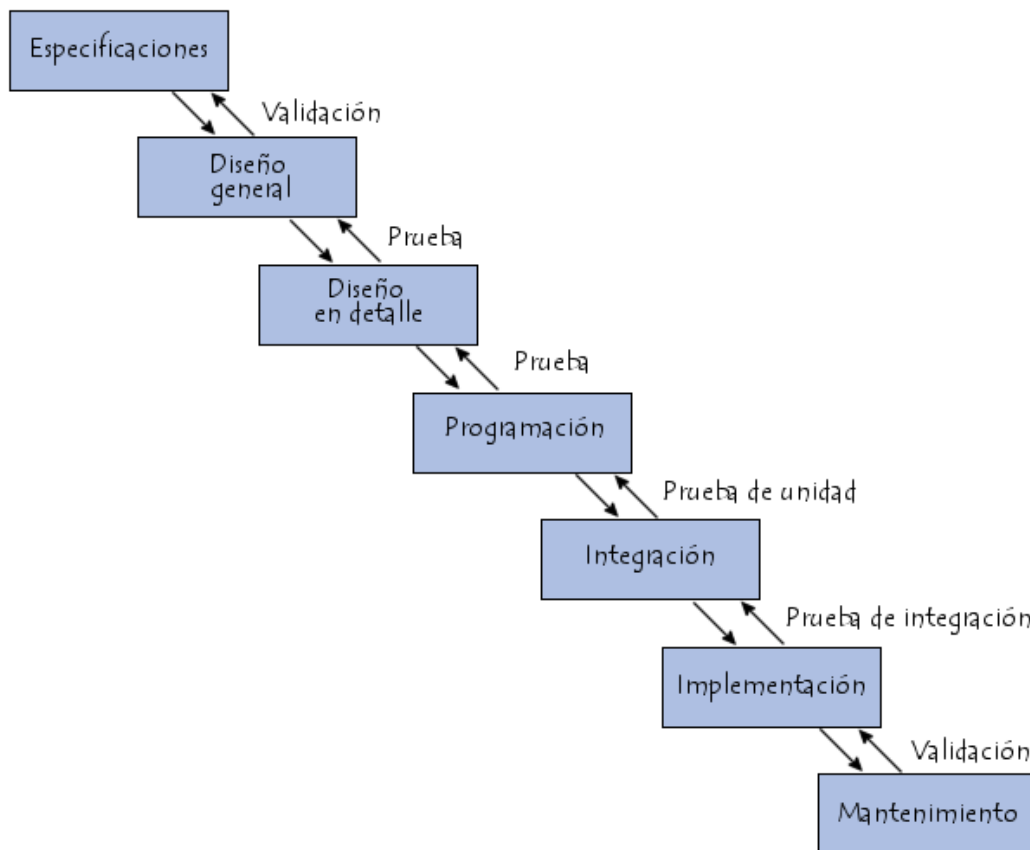 Especificaciones
Validación
Diseño
general
Prueba
Diseño
en detalle
Prueba
Programación
Prueba de unidad
Integración
Prueba de integración
Implementación
Validación
Mantenimiento